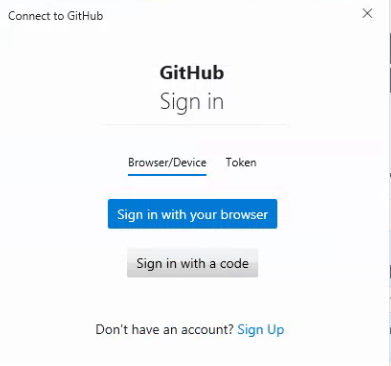 Connect to GitHub
GitHub
Sign in
Browser/Device Token
Sign in with your browser
Sign in with a code
Don't have an account? Sign Up